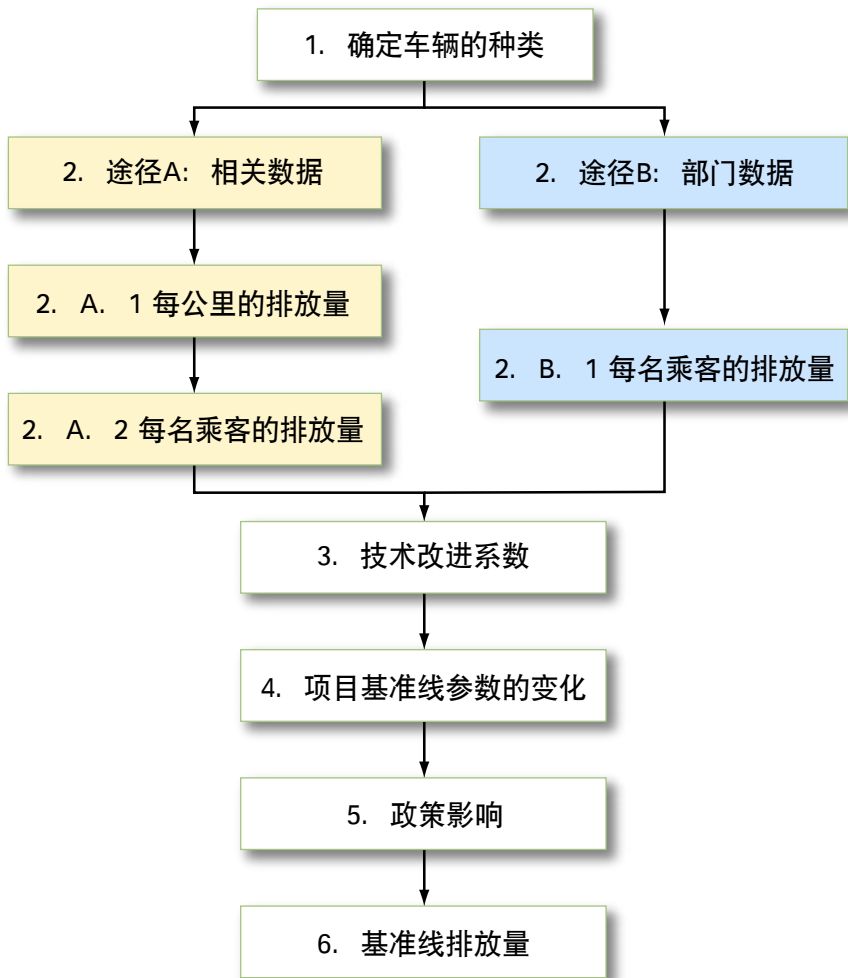 1. 确定车辆的种类
2. 途径A: 相关数据
2. 途径B: 部门数据
2. A. 1 每公里的排放量
2. B. 1 每名乘客的排放量
2. A. 2 每名乘客的排放量
3. 技术改进系数
4. 项目基准线参数的变化
5. 政策影响
6. 基准线排放量